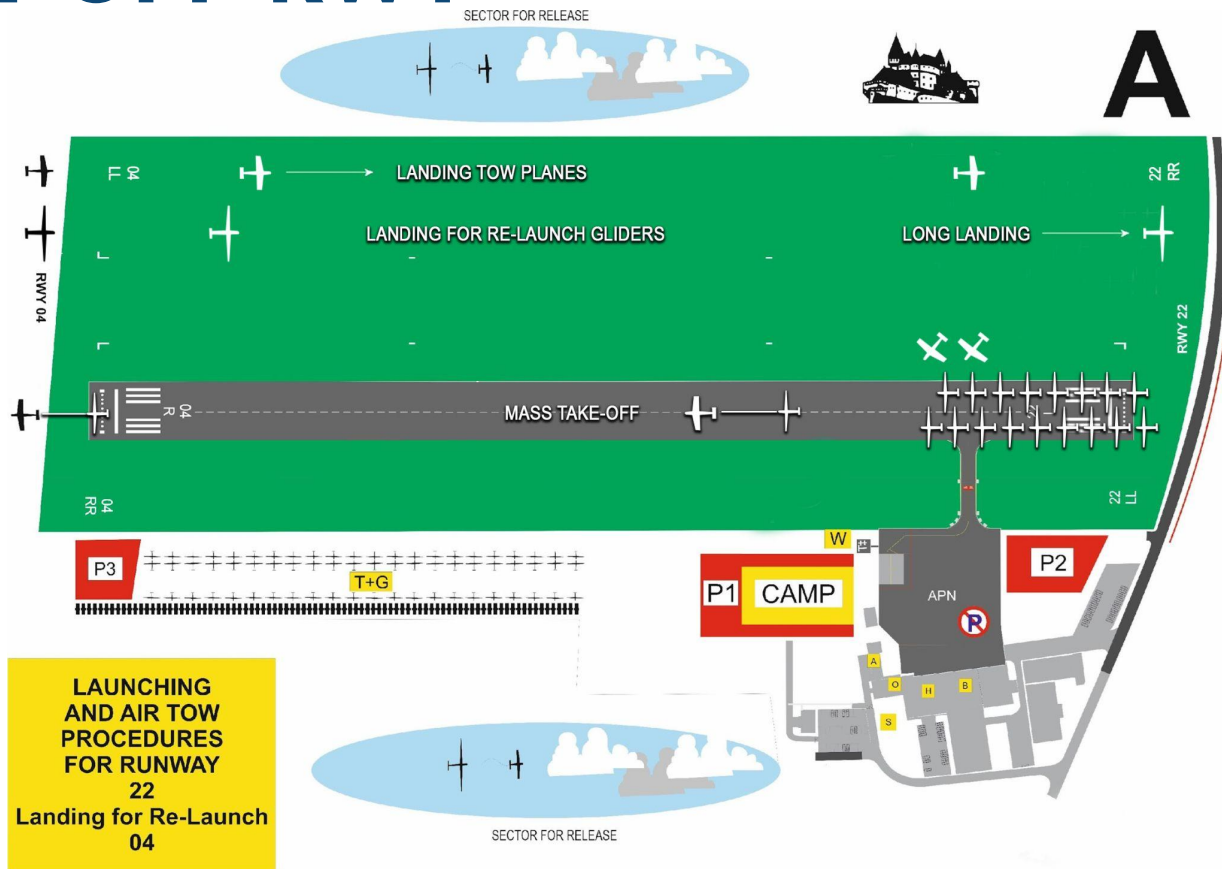 SECTOR FOR RELEASE
A
04
LL
LANDING TOW PLANES
22
RR
LANDING FOR RE-LAUNCH GLIDERS
LONG LANDING
RWY 04
RWY 22
04
R
MASS TAKE-OFF
04
RR
22
LL
P3
T+G
W
P1
CAMP
APN
P2
P
A
O
H
B
S
LAUNCHING
AND AIR TOW
PROCEDURES
FOR RUNWAY
22
Landing for Re-Launch
04
SECTOR FOR RELEASE